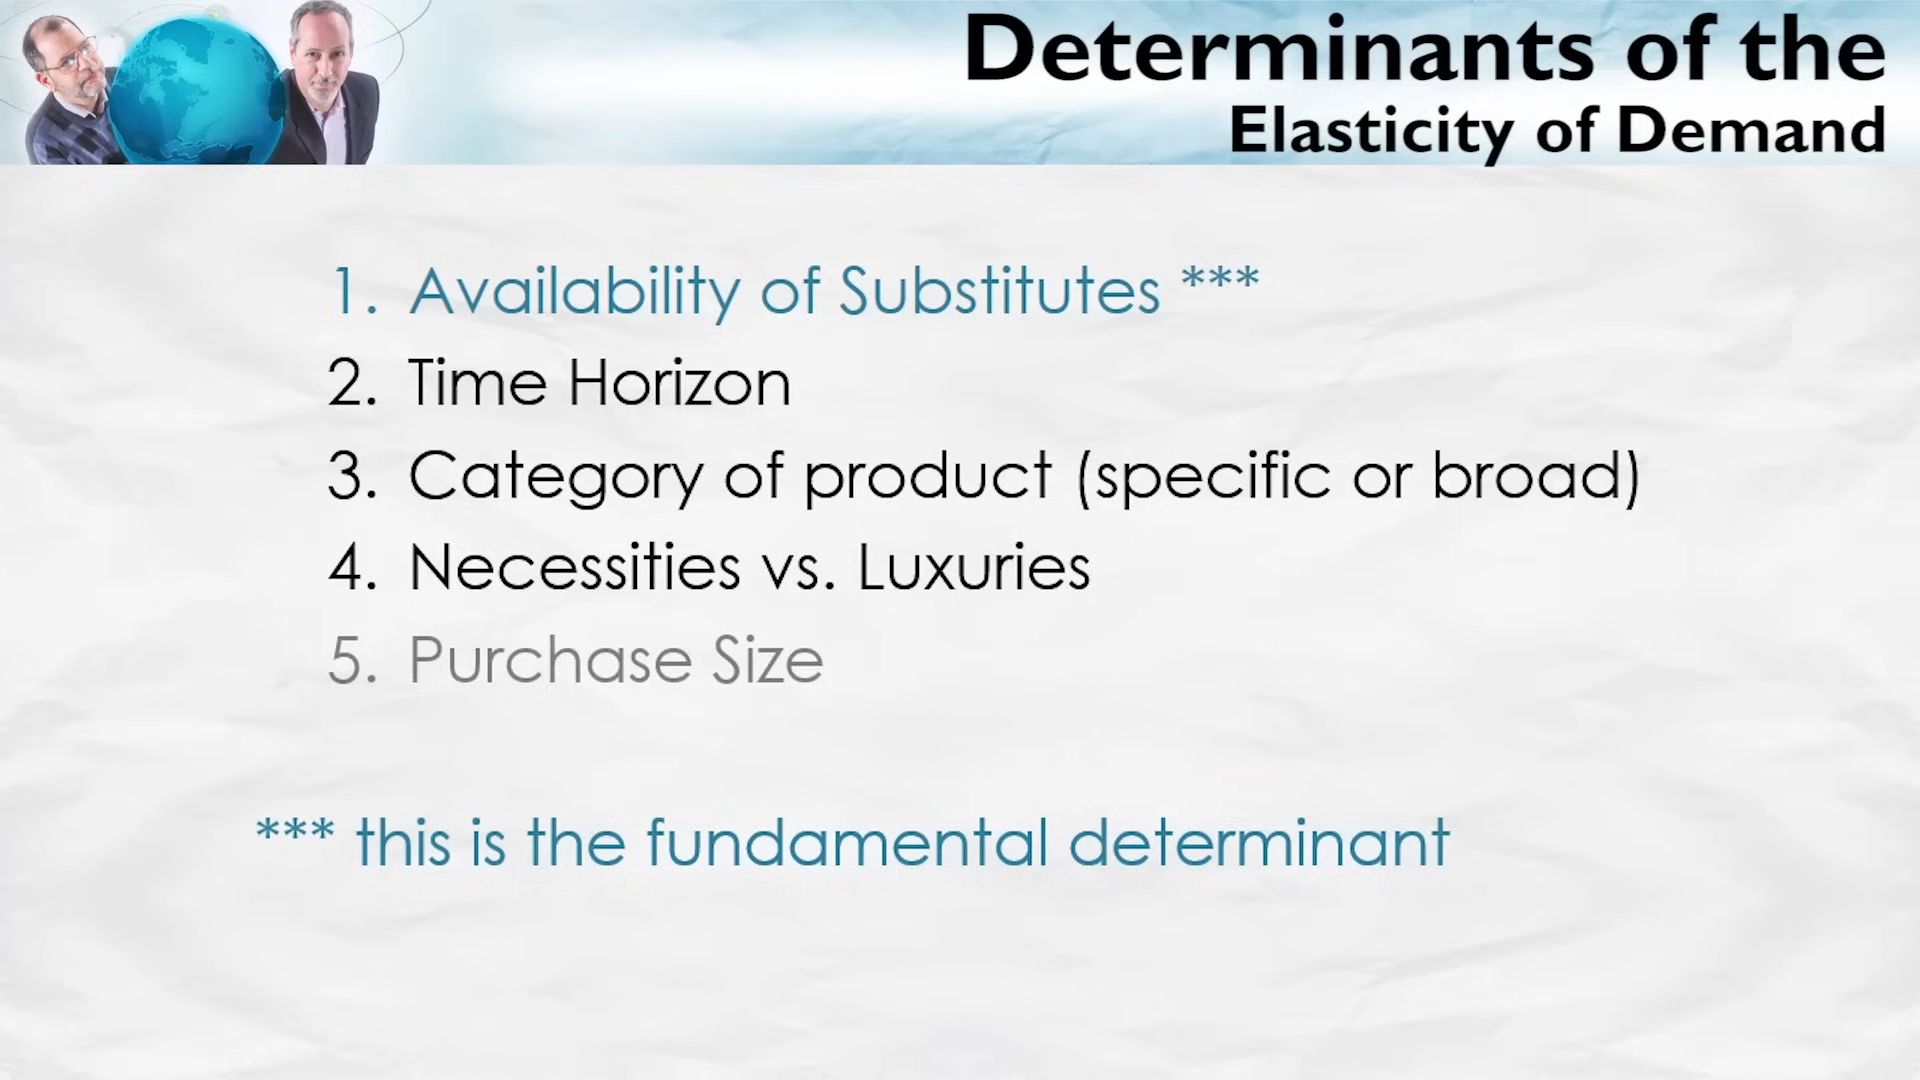 Determinants of the
Elasticity of Demand
1. Availability of Substitutes ***
2. Time Horizon
3. Category of product (specific or broad)
4. Necessities vs. Luxuries
5. Purchase Size
*** this is the fundamental determinant